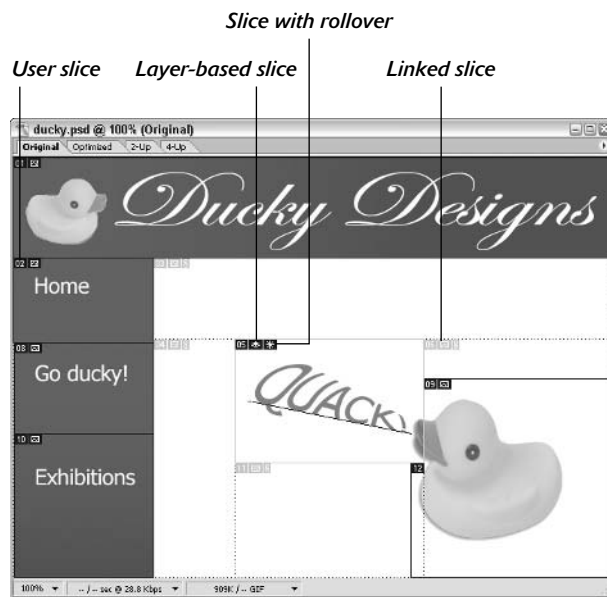 Slice with rollover
User slice
Layer-based slice
Linked slice
ducky.psd @ 100% (Original)
Original
Optimized
2-Up
4-Up
01
Ducky Designs
02
Home
08
Go ducky!
05
QUACK!
09
10
Exhibitions
12
100%
-- / -- sec @ 28.8 Kbps
909K / -- GIF